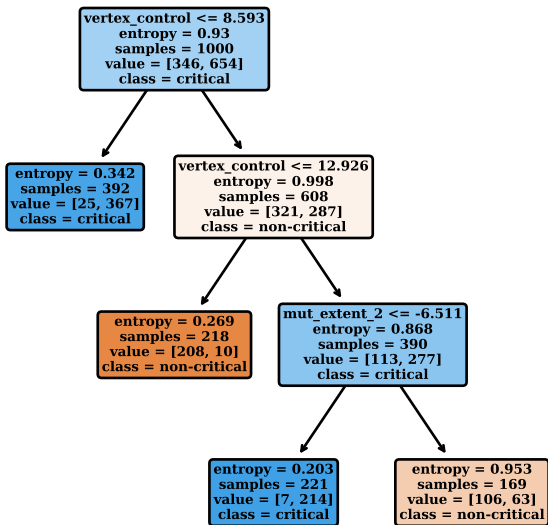 vertex_control <= 8.593
entropy = 0.93
samples = 1000
value = [346, 654]
class = critical
entropy = 0.342
samples = 392
value = [25, 367]
class = critical
vertex_control <= 12.926
entropy = 0.998
samples = 608
value = [321, 287]
class = non-critical
entropy = 0.269
samples = 218
value = [208, 10]
class = non-critical
mut_extent_2 <= -6.511
entropy = 0.868
samples = 390
value = [113, 277]
class = critical
entropy = 0.203
samples = 221
value = [7, 214]
class = critical
entropy = 0.953
samples = 169
value = [106, 63]
class = non-critical